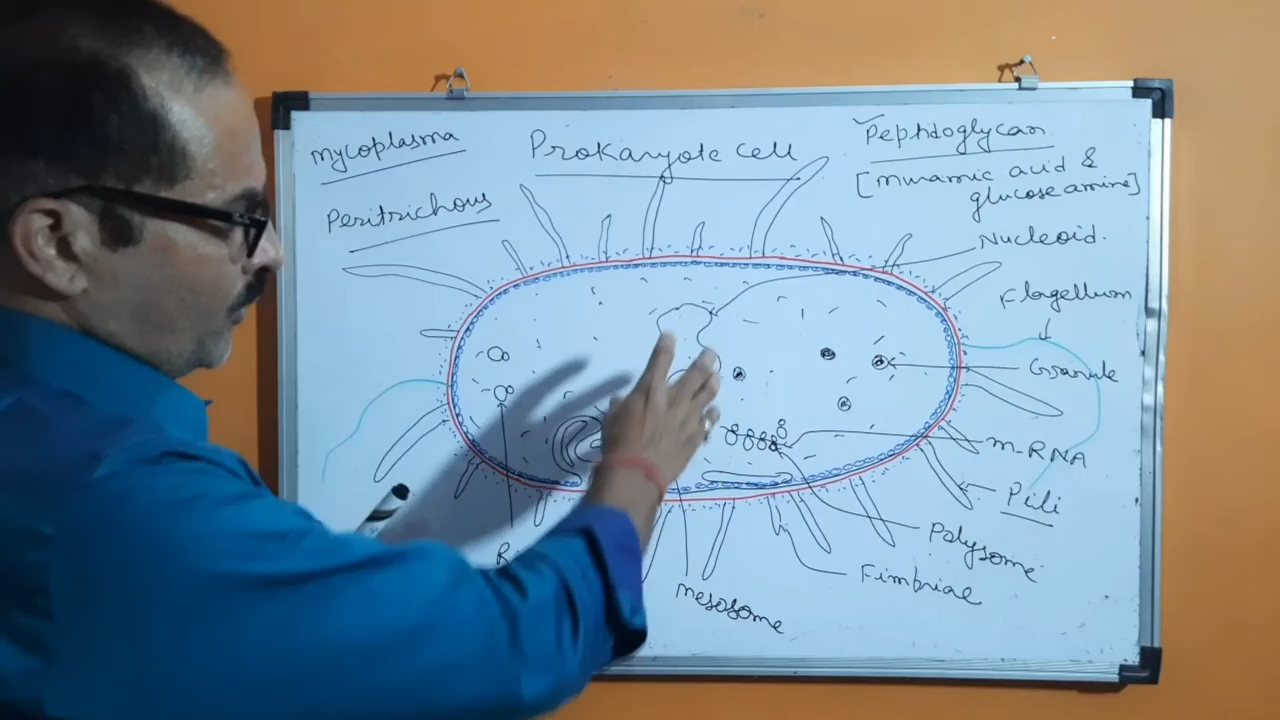 Mycoplasma
Prokaryote cell
Peptidoglycan
[Muramic acid &
glucose amine]
Peritrichous
Nucleoid.
Flagellum
Granule
m-RNA
Pili
Polysome
Fimbriae
Mesosome